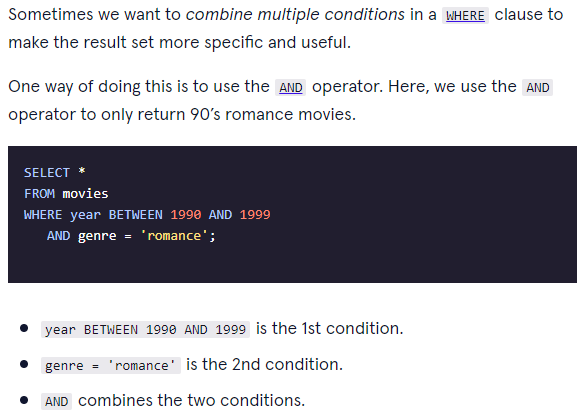 Sometimes we want to combine multiple conditions in a WHERE clause to
make the result set more specific and useful.
One way of doing this is to use the AND operator. Here, we use the AND
operator to only return 90’s romance movies.
SELECT *
FROM movies
WHERE year BETWEEN 1990 AND 1999
   AND genre = 'romance';
• year BETWEEN 1990 AND 1999 is the 1st condition.
• genre = 'romance' is the 2nd condition.
• AND combines the two conditions.